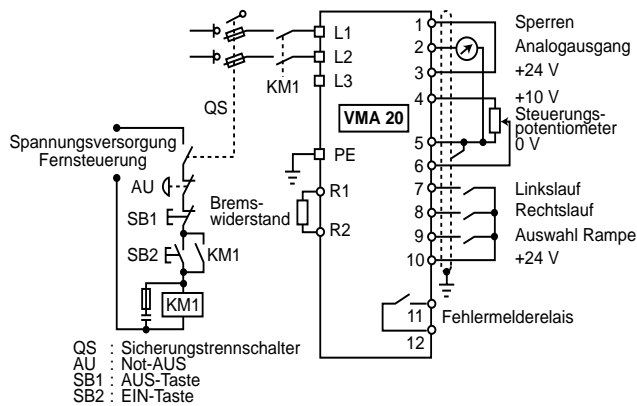 L1
L2
L3
KM1
QS
VMA 20
1
2
3
4
5
6
7
8
9
10
11
12
Sperren
Analogausgang
+24 V
+10 V
Steuerungs-
potentiometer
0 V
Linkslauf
Rechtslauf
Auswahl Rampe
+24 V
Fehlermelderelais
PE
R1
R2
Brems-
widerstand
Spannungsversorgung
Fernsteuerung
AU
SB1
SB2
KM1
KM1
QS : Sicherungstrennschalter
AU : Not-AUS
SB1 : AUS-Taste
SB2 : EIN-Taste